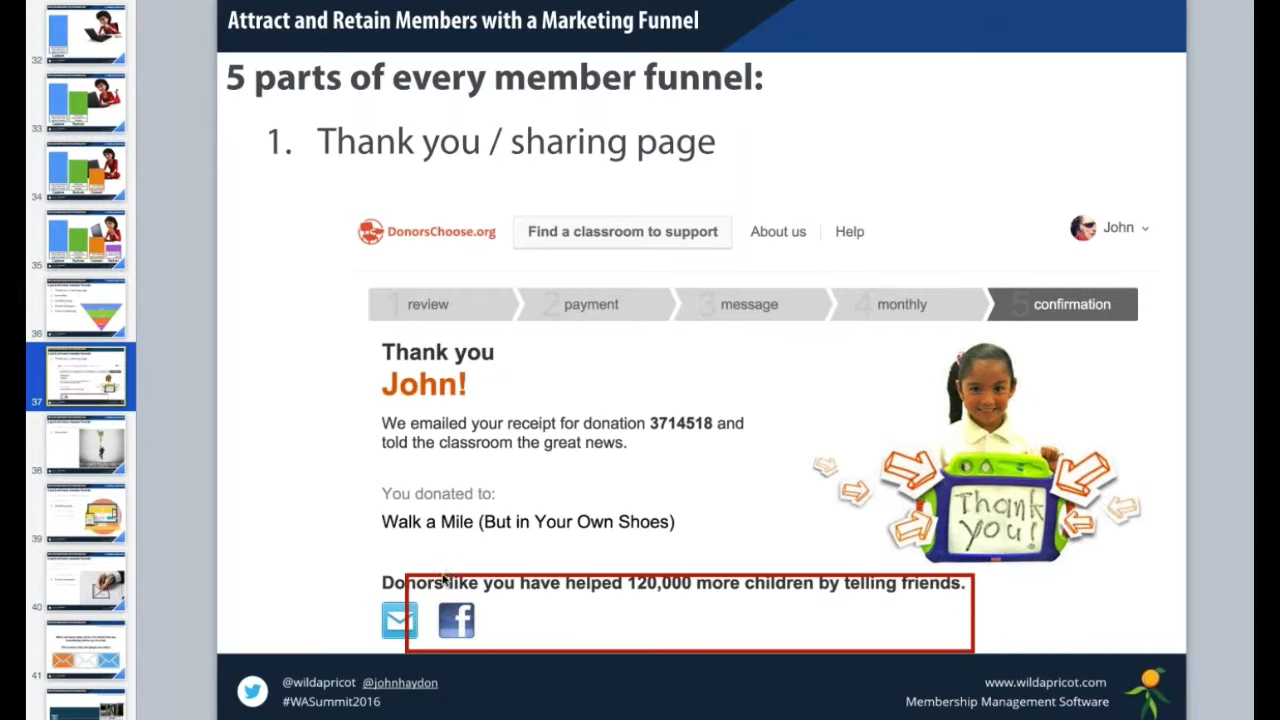 Attract and Retain Members with a Marketing Funnel
5 parts of every member funnel:
1. Thank you / sharing page
DonorsChoose.org
Find a classroom to support
About us
Help
John
review
payment
3 message
4 monthly
5 confirmation
Thank you
John!
We emailed your receipt for donation 3714518 and
told the classroom the great news.
You donated to:
Walk a Mile (But in Your Own Shoes)
Thank
you!
Donors like you have helped 120,000 more children by telling friends.
f
@wildapricot @johnhaydon
#WASummit2016
www.wildapricot.com
Membership Management Software
32
33
34
35
36
37
38
39
40
41